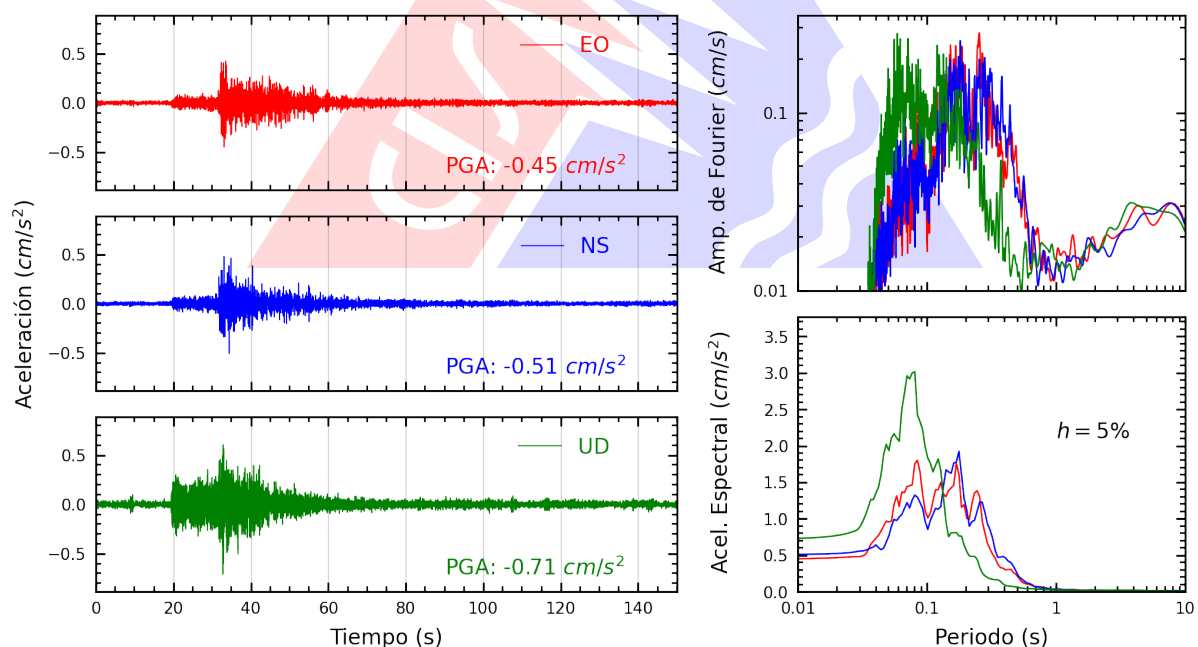 Aceleración (cm/s²)
0.5
0.0
−0.5
EO
PGA: -0.45 cm/s²
0.5
0.0
−0.5
NS
PGA: -0.51 cm/s²
0.5
0.0
−0.5
UD
PGA: -0.71 cm/s²
0 20 40 60 80 100 120 140
Tiempo (s)
Amp. de Fourier (cm/s)
0.1
0.01
Acel. Espectral (cm/s²)
3.5
3.0
2.5
2.0
1.5
1.0
0.5
0.0
h = 5%
0.01 0.1 1 10
Periodo (s)